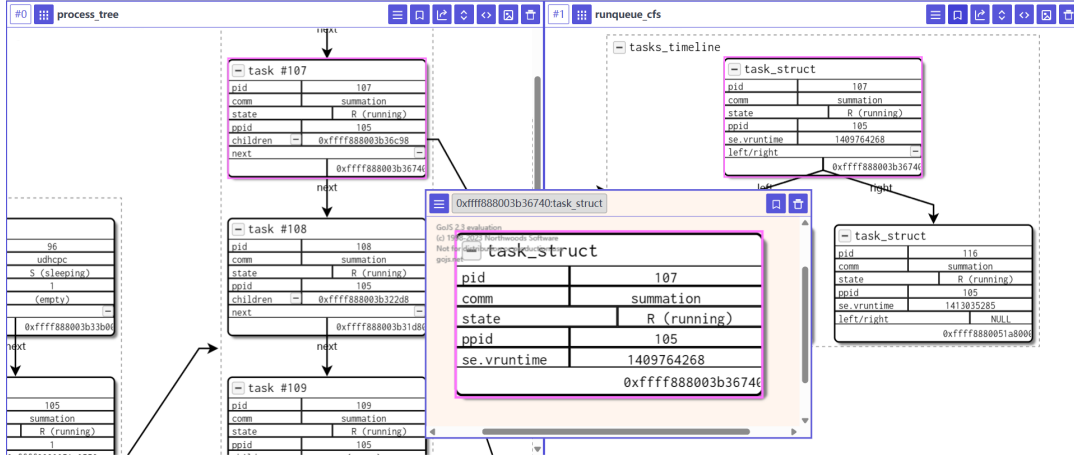 #0 process_tree
next
task #107
pid 107
comm summation
state R (running)
ppid 105
children 0xffff888003b36c98
next
0xffff888003b36740
next
task #108
pid 108
comm summation
state R (running)
ppid 105
children 0xffff888003b322d8
next
0xffff888003b31d80
next
task #109
pid 109
comm summation
state R (running)
ppid 105
96
udhcpc
S (sleeping)
1
(empty)
0xffff888003b33b00
next
105
summation
R (running)
1
#1 runqueue_cfs
tasks_timeline
task_struct
pid 107
comm summation
state R (running)
ppid 105
se.vruntime 1409764268
left/right
0xffff888003b36740
left right
task_struct
pid 116
comm summation
state R (running)
ppid 105
se.vruntime 1413035285
left/right NULL
0xffff8880051a8000
0xffff888003b36740:task_struct
GoJS 2.3 evaluation
(c) 1998-2023 Northwoods Software
Not for distribution or production use
gojs.net
task_struct
pid 107
comm summation
state R (running)
ppid 105
se.vruntime 1409764268
0xffff888003b36740